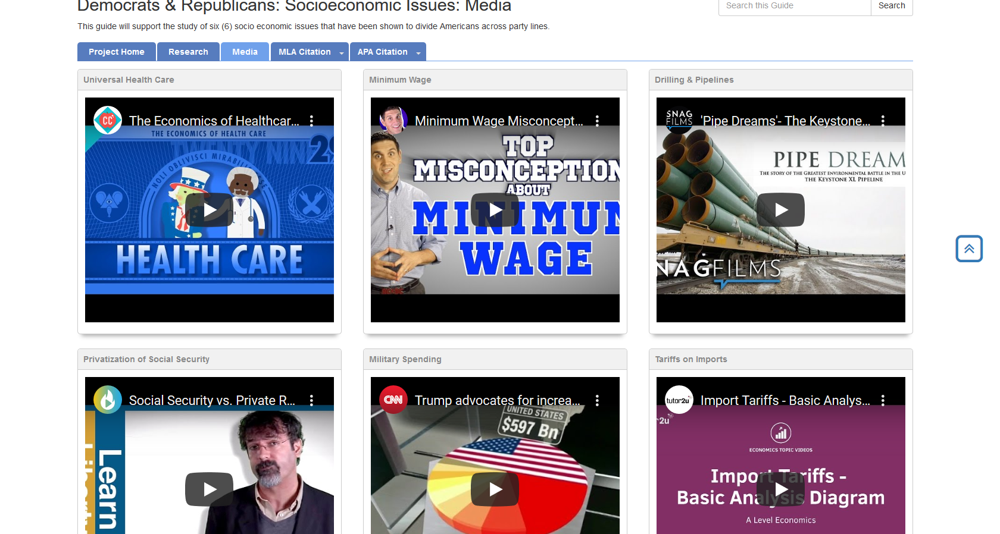 Democrats & Republicans: Socioeconomic Issues: Media
Search this Guide
Search
This guide will support the study of six (6) socio economic issues that have been shown to divide Americans across party lines.
Project Home
Research
Media
MLA Citation
APA Citation
Universal Health Care
Minimum Wage
Drilling & Pipelines
CC
The Economics of Healthcar...
THE ECONOMICS OF HEALTH CARE
TWENTY NINE
29
NOLI OBLIVISCI MIRABILE
HEALTH CARE
Minimum Wage Misconcept...
TOP
MISCONCEPTION
ABOUT
MINIMUM
WAGE
SNAG
FILMS
'Pipe Dreams'- The Keystone...
PIPE DREAM
THE STORY OF THE GREATEST ENVIRONMENTAL BATTLE IN THE U
THE KEYSTONE XL PIPELINE
NAGFILMS
Privatization of Social Security
Military Spending
Tariffs on Imports
Social Security vs. Private R...
Learn
CNN
Trump advocates for increa...
UNITED STATES
$597 Bn
tutor2u
Import Tariffs - Basic Analys...
r2u
ECONOMICS TOPIC VIDEOS
Import Tariffs -
Basic Analysis Diagram
A Level Economics